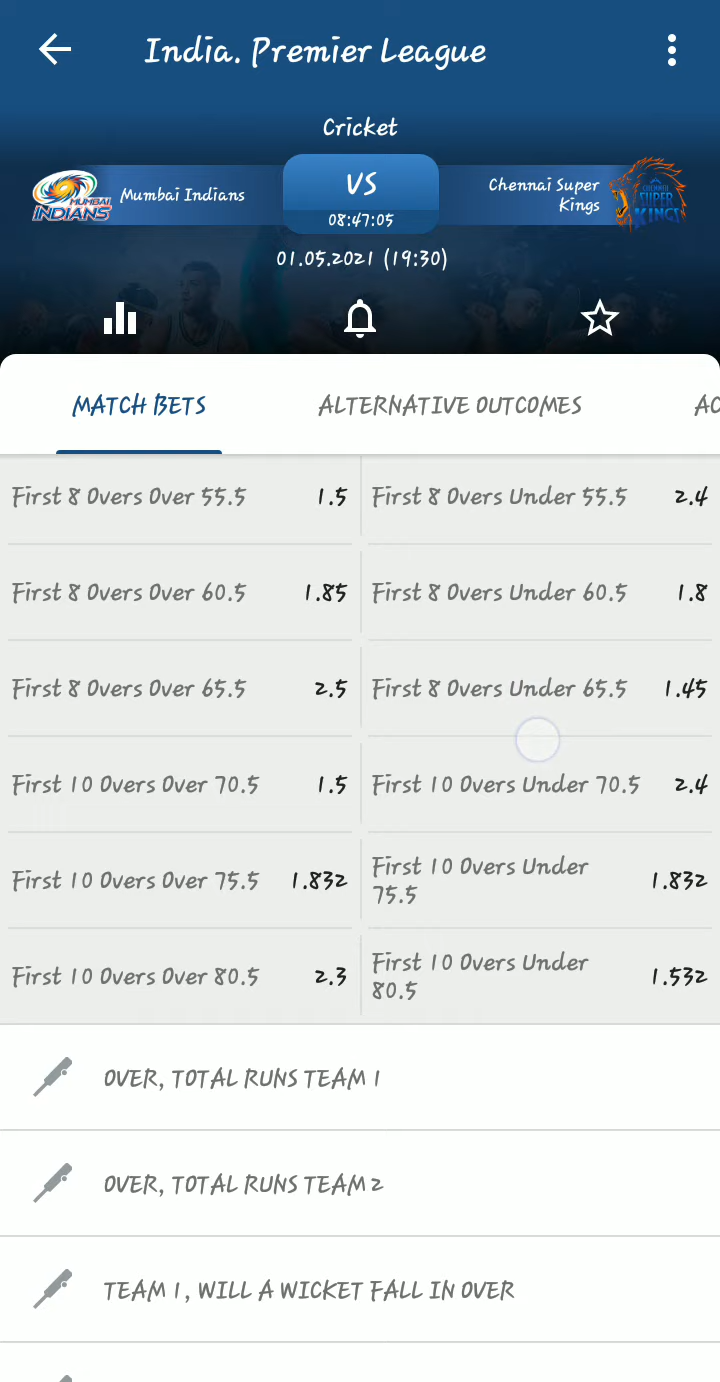 India. Premier League
Cricket
MUMBAI
INDIANS
Mumbai Indians
VS
08:47:05
Chennai Super
Kings
CHENNAI
SUPER
KINGS
01.05.2021 (19:30)
MATCH BETS
ALTERNATIVE OUTCOMES
AC
First 8 Overs Over 55.5
1.5
First 8 Overs Under 55.5
2.4
First 8 Overs Over 60.5
1.85
First 8 Overs Under 60.5
1.8
First 8 Overs Over 65.5
2.5
First 8 Overs Under 65.5
1.45
First 10 Overs Over 70.5
1.5
First 10 Overs Under 70.5
2.4
First 10 Overs Over 75.5
1.832
First 10 Overs Under
75.5
1.832
First 10 Overs Over 80.5
2.3
First 10 Overs Under
80.5
1.532
OVER, TOTAL RUNS TEAM 1
OVER, TOTAL RUNS TEAM 2
TEAM 1, WILL A WICKET FALL IN OVER